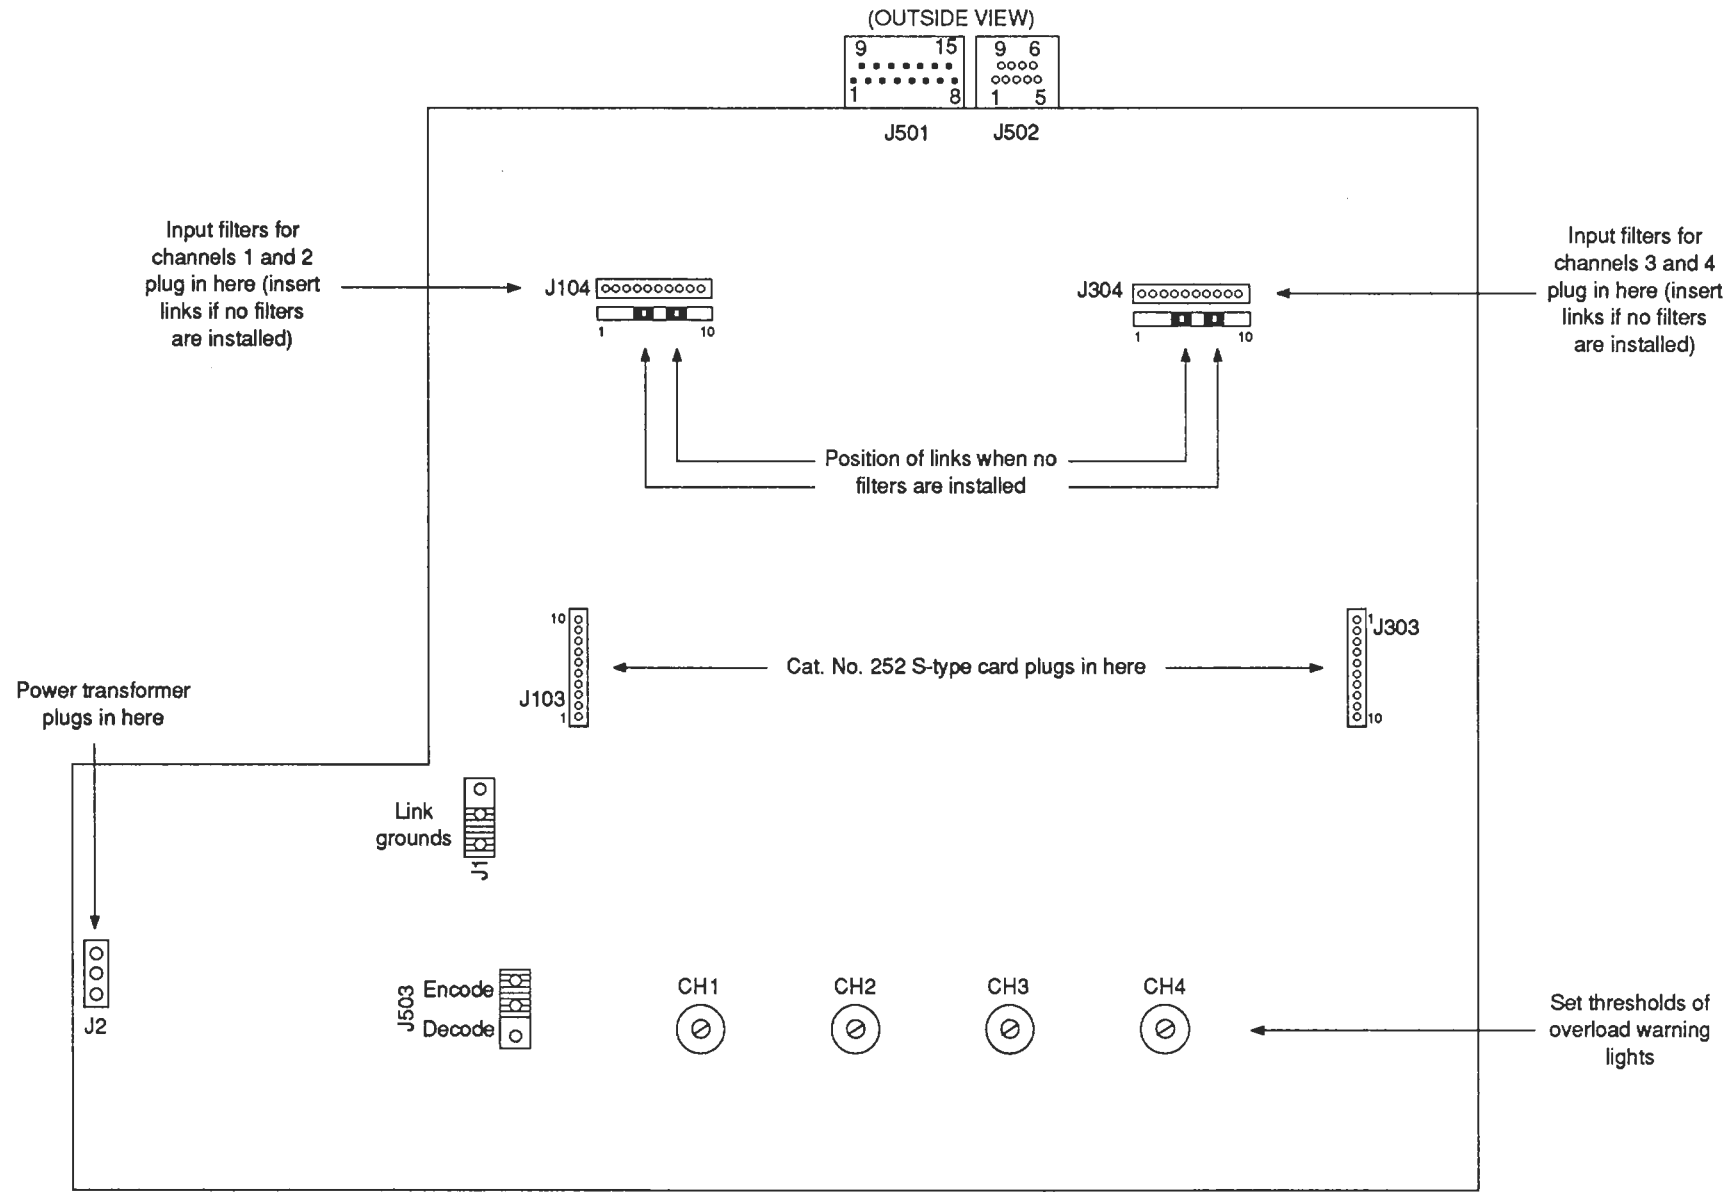 (OUTSIDE VIEW)
9 15
1 8
9 6
1 5
J501
J502
Input filters for
channels 1 and 2
plug in here (insert
links if no filters
are installed)
J104
1 10
J304
1 10
Input filters for
channels 3 and 4
plug in here (insert
links if no filters
are installed)
Position of links when no
filters are installed
10
J103
1
Cat. No. 252 S-type card plugs in here
1
J303
10
Power transformer
plugs in here
Link
grounds
J1
J2
J503
Encode
Decode
CH1
CH2
CH3
CH4
Set thresholds of
overload warning
lights